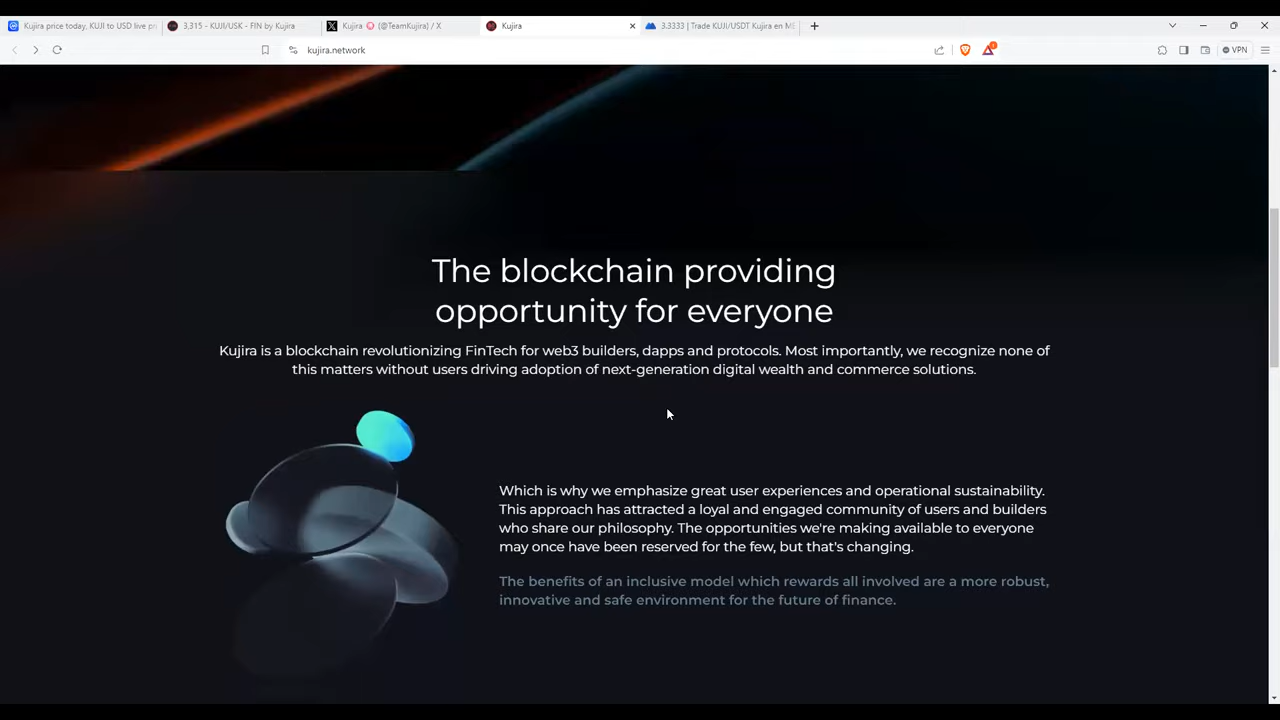 Kujira price today, KUJI to USD live pr
3,315 - KUJI/USK - FIN by Kujira
Kujira (@TeamKujira) / X
Kujira
3.3333 | Trade KUJI/USDT Kujira en ME
kujira.network
VPN
The blockchain providing
opportunity for everyone
Kujira is a blockchain revolutionizing FinTech for web3 builders, dapps and protocols. Most importantly, we recognize none of
this matters without users driving adoption of next-generation digital wealth and commerce solutions.
Which is why we emphasize great user experiences and operational sustainability.
This approach has attracted a loyal and engaged community of users and builders
who share our philosophy. The opportunities we're making available to everyone
may once have been reserved for the few, but that's changing.
The benefits of an inclusive model which rewards all involved are a more robust,
innovative and safe environment for the future of finance.